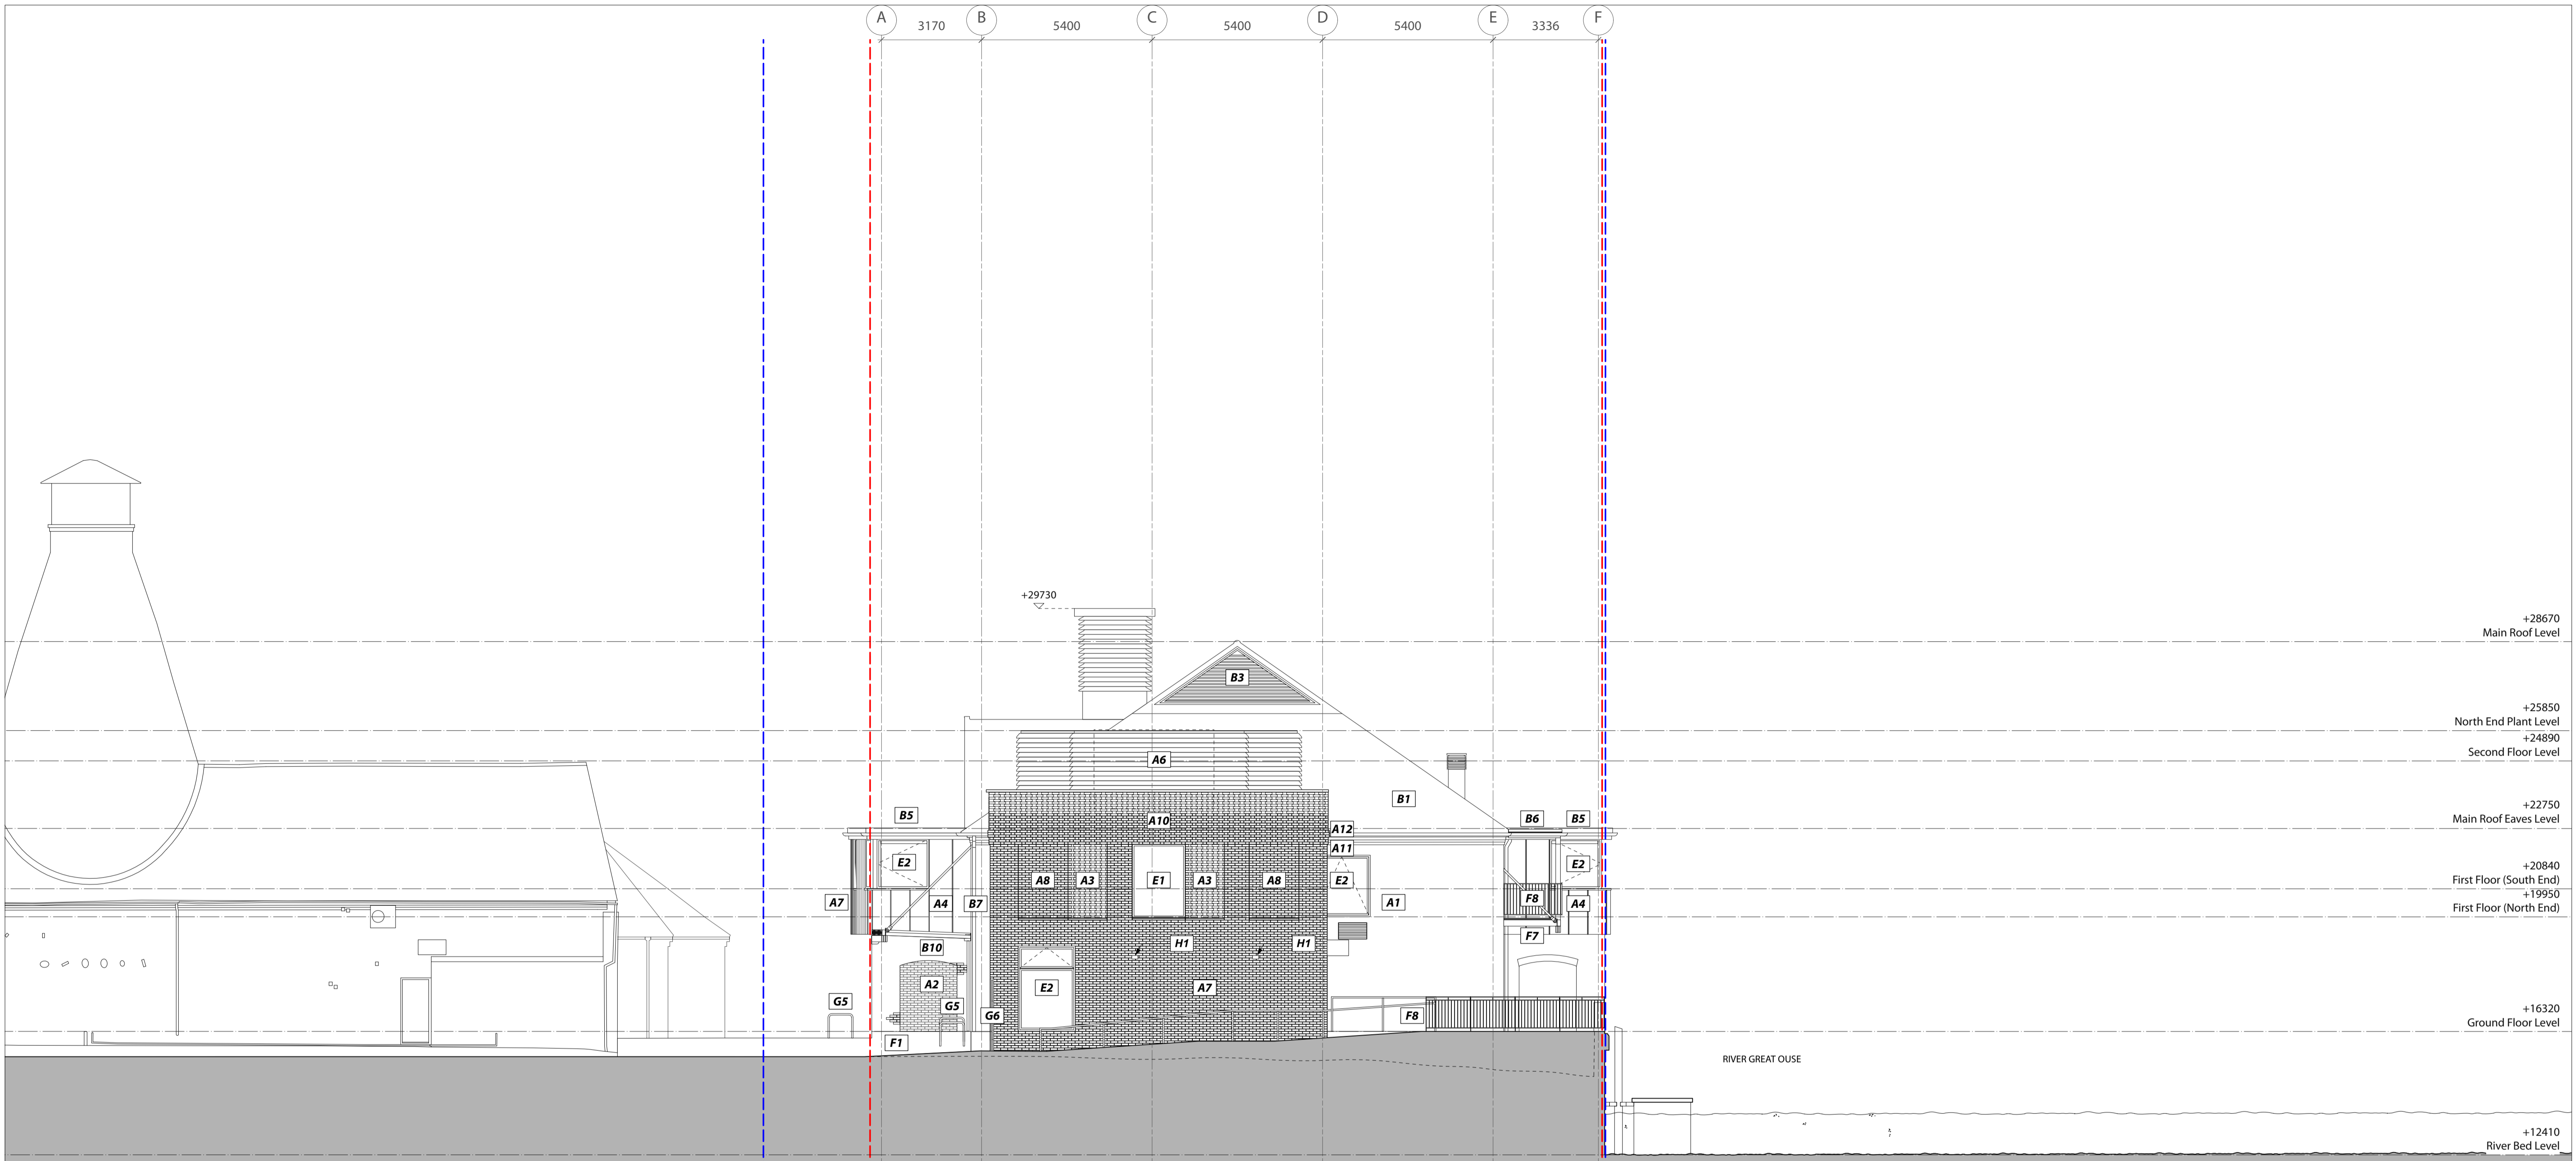 A B C D E F
3170 5400 5400 5400 3336
+29730
+28670
Main Roof Level
B3
+25850
North End Plant Level
+24890
Second Floor Level
A6
B1
+22750
Main Roof Eaves Level
B5 A10 A12 B6 B5
A11
E2 A8 A3 E1 A3 A8 E2 E2
+20840
First Floor (South End)
+19950
First Floor (North End)
A7 A4 B7 A1 F8 A4
B10 H1 H1 F7
A2 E2 A7
G5 G5 G6 F8
+16320
Ground Floor Level
F1
RIVER GREAT OUSE
+12410
River Bed Level